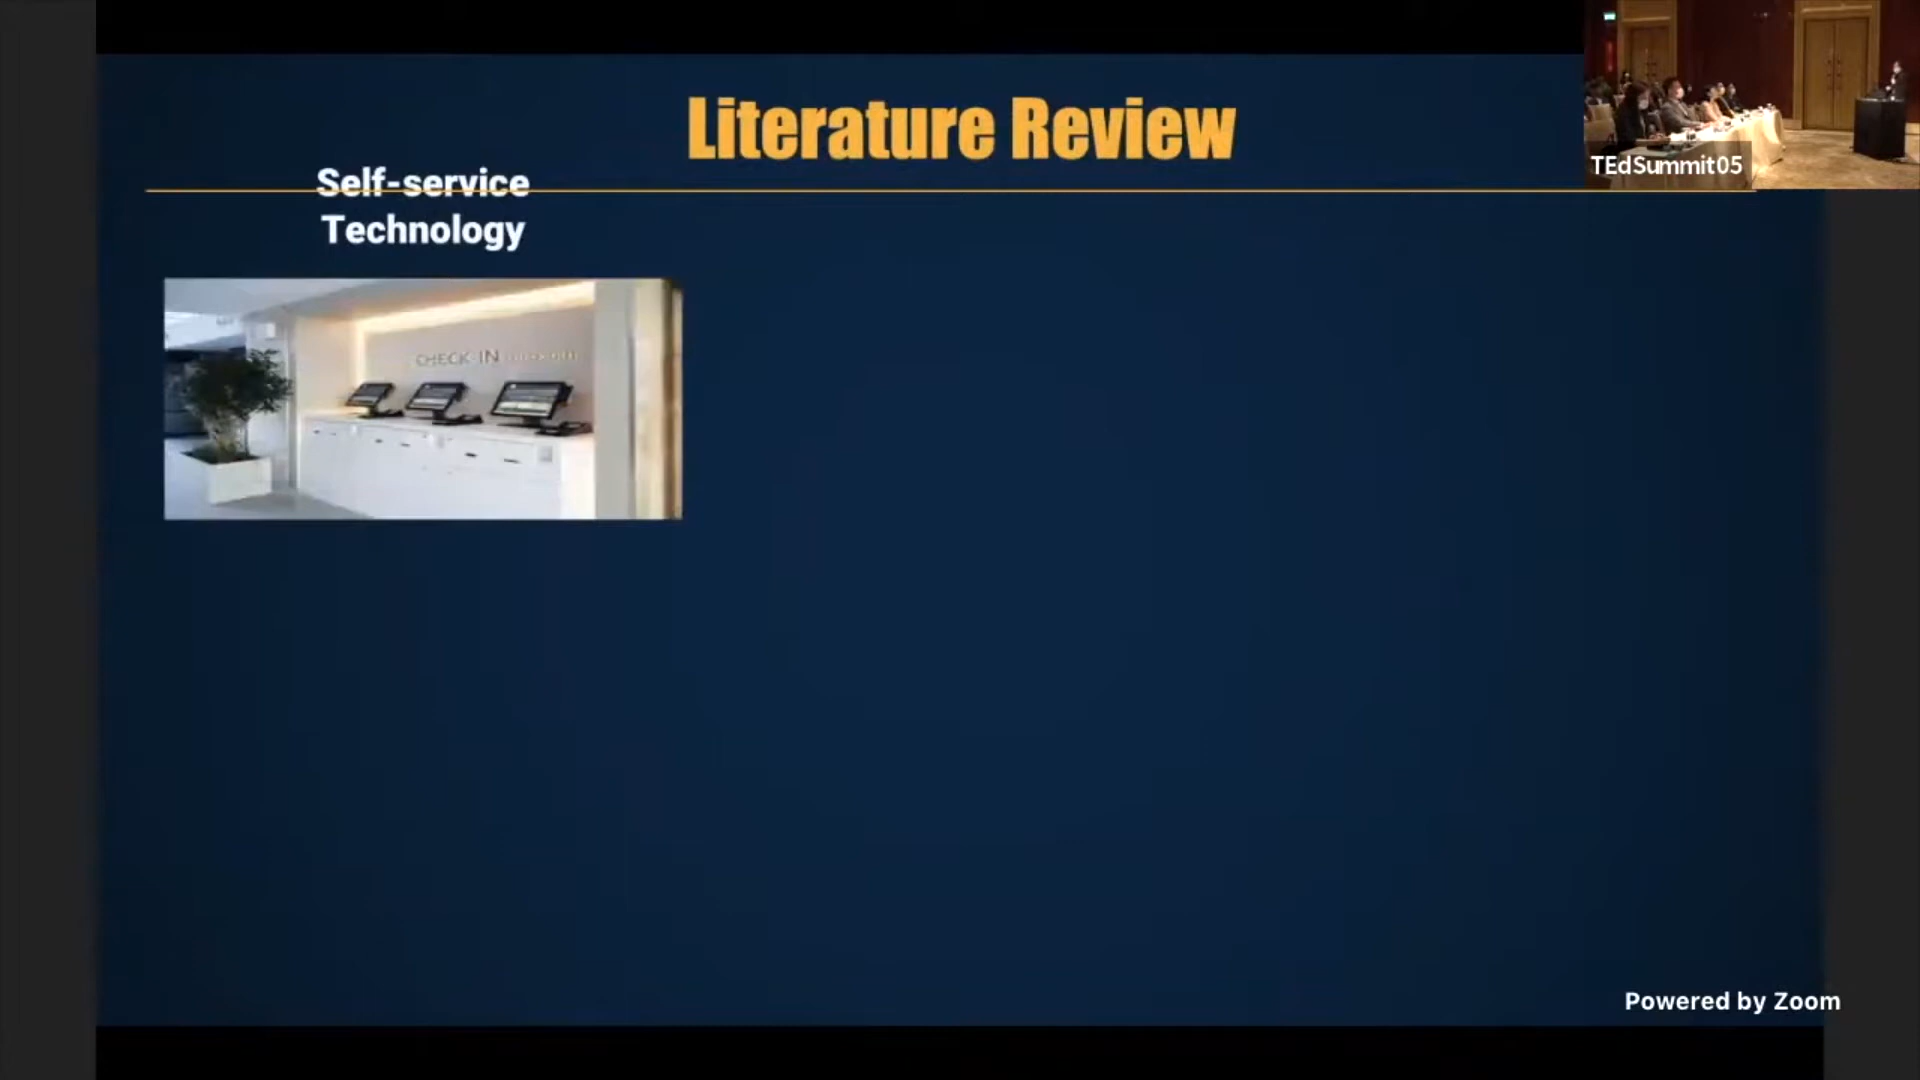 Literature Review
Self-service
Technology
CHECK-IN
TEdSummit05
Powered by Zoom